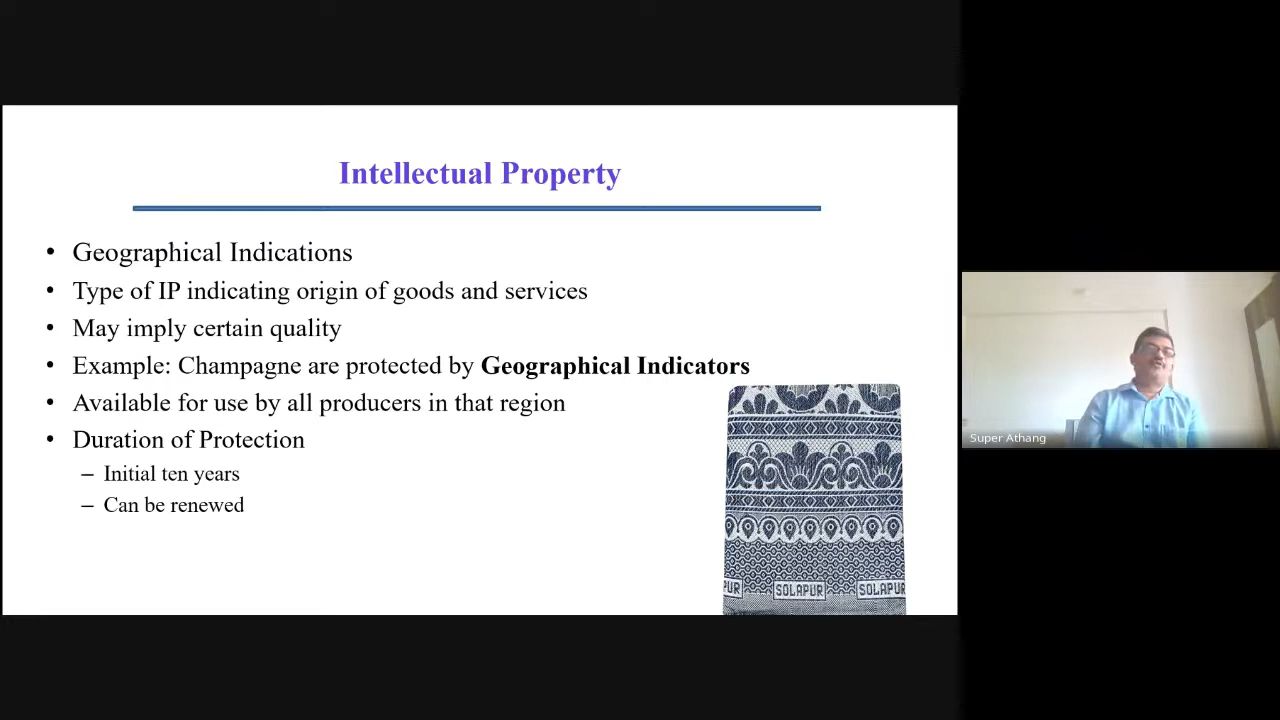 Intellectual Property
• Geographical Indications
• Type of IP indicating origin of goods and services
• May imply certain quality
• Example: Champagne are protected by Geographical Indicators
• Available for use by all producers in that region
• Duration of Protection
– Initial ten years
– Can be renewed
PUR SOLAPUR SOLAPUR
Super Athang